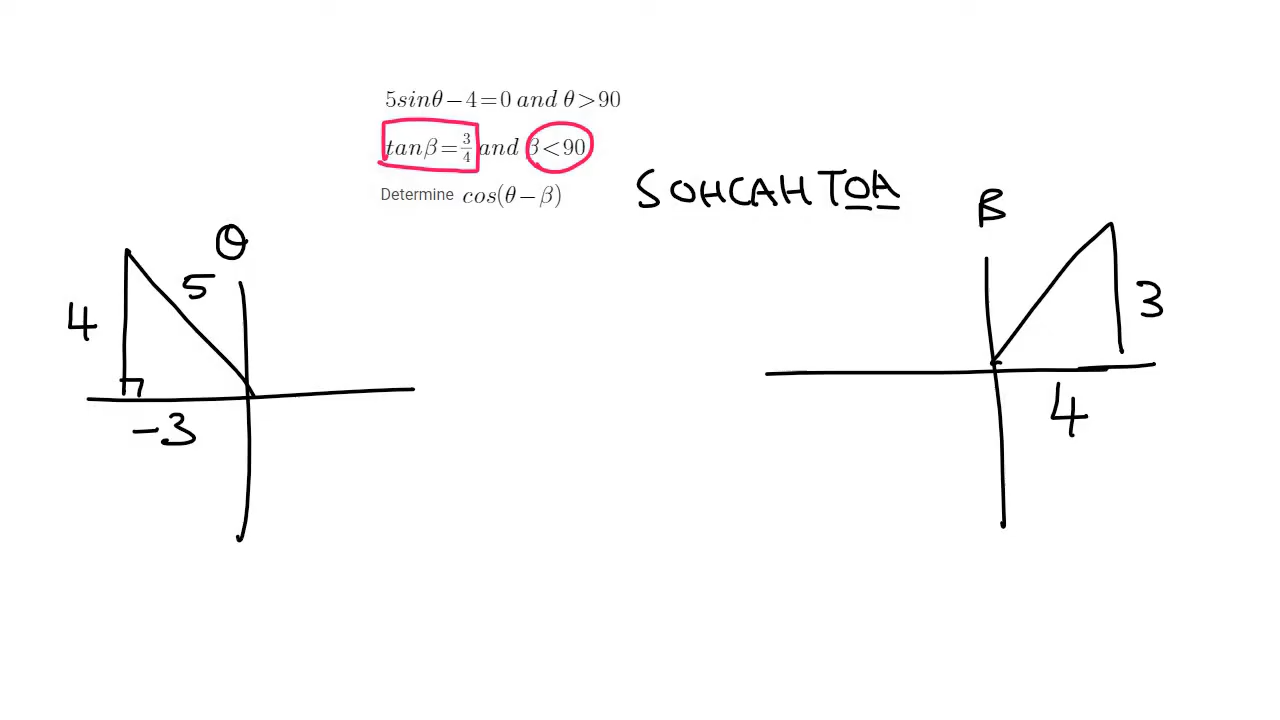 5sinθ−4=0 and θ>90
tanβ=3/4 and β<90
Determine cos(θ−β)
SOHCAHTOA
θ
5
4
-3
β
3
4